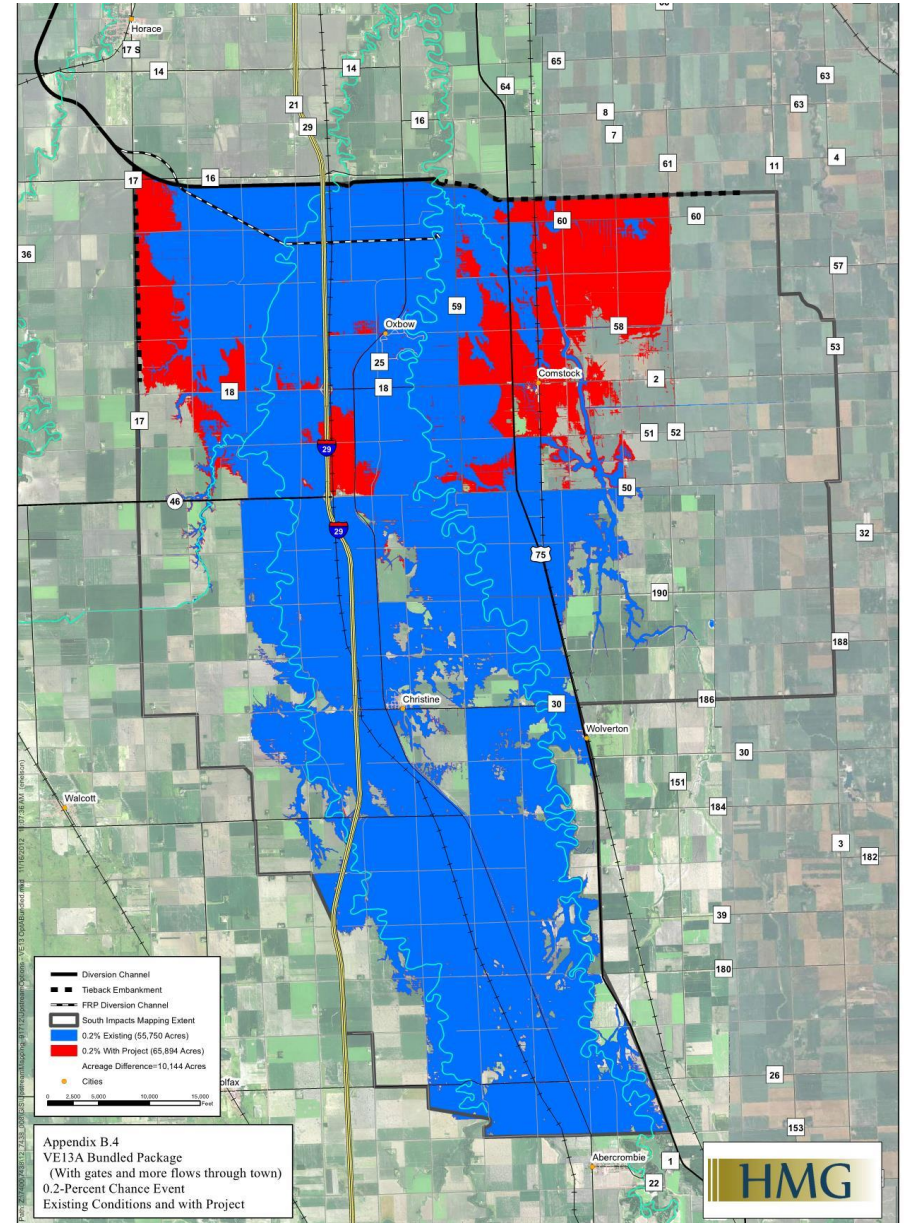 Horace
17 S
14
14
64
65
63
21
29
16
8
7
63
61
11
4
17
16
60
60
36
57
59
58
53
Oxbow
25
18
18
Comstock
2
17
51
52
29
46
50
29
32
75
190
188
186
Christine
30
Wolverton
30
151
Walcott
184
3
182
39
180
26
153
Abercrombie
1
22
Diversion Channel
Tieback Embankment
FRP Diversion Channel
South Impacts Mapping Extent
0.2% Existing (55,750 Acres)
0.2% With Project (65,894 Acres)
Acreage Difference=10,144 Acres
Cities
0 2,500 5,000 10,000 15,000
Feet
olfax
Appendix B.4
VE13A Bundled Package
(With gates and more flows through town)
0.2-Percent Chance Event
Existing Conditions and with Project
HMG